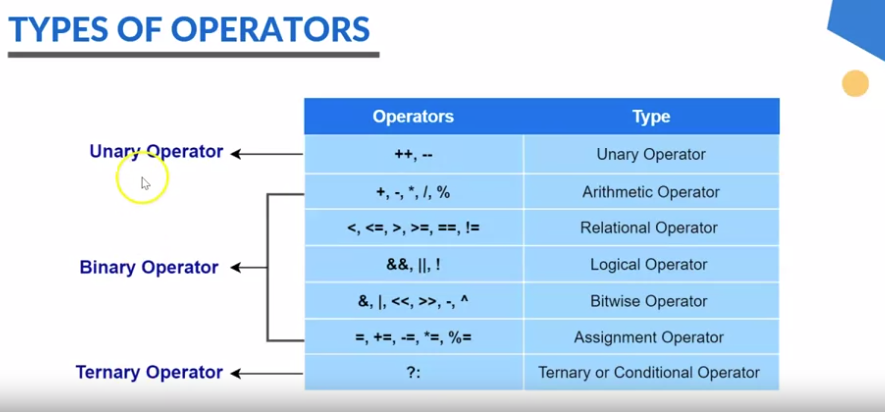 TYPES OF OPERATORS
Operators Type
Unary Operator ++, -- Unary Operator
+, -, *, /, % Arithmetic Operator
<, <=, >, >=, ==, != Relational Operator
Binary Operator &&, ||, ! Logical Operator
&, |, <<, >>, -, ^ Bitwise Operator
=, +=, -=, *=, %= Assignment Operator
Ternary Operator ?: Ternary or Conditional Operator